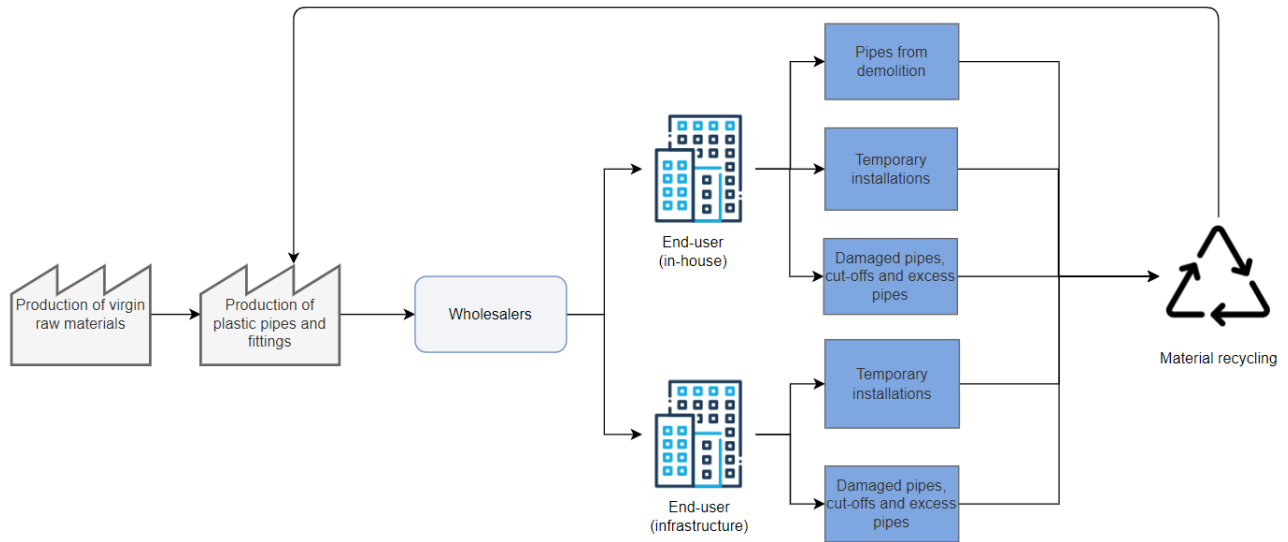 Production of virgin
raw materials
Production of
plastic pipes and
fittings
Wholesalers
End-user
(in-house)
End-user
(infrastructure)
Pipes from
demolition
Temporary
installations
Damaged pipes,
cut-offs and excess
pipes
Temporary
installations
Damaged pipes,
cut-offs and excess
pipes
Material recycling